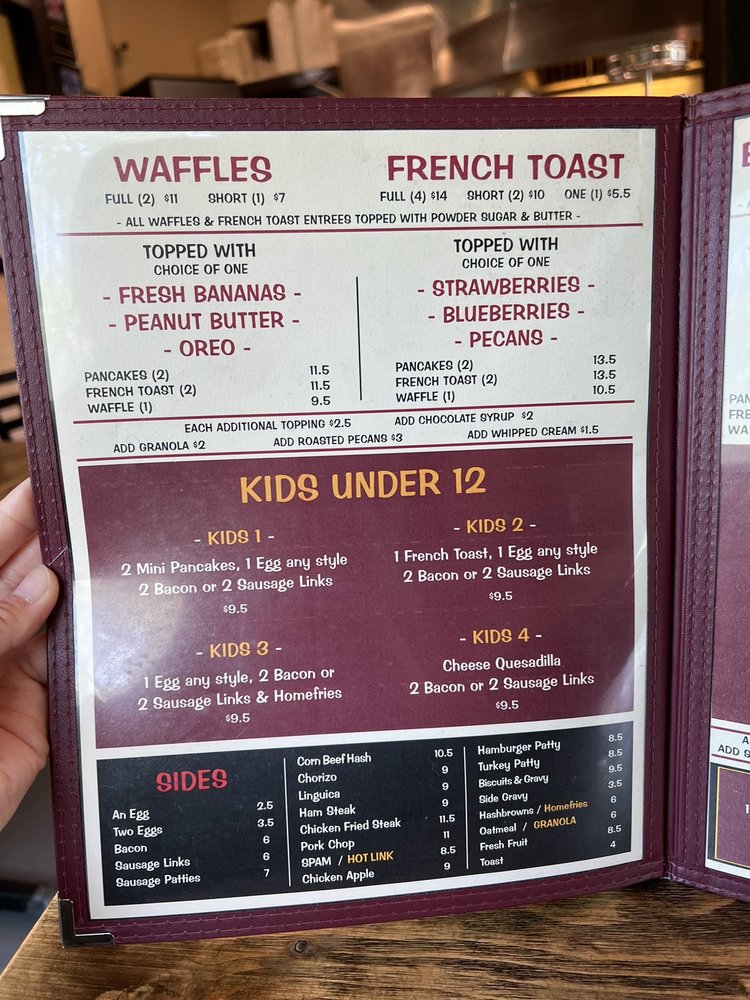 WAFFLES
FULL (2) $11 SHORT (1) $7
FRENCH TOAST
FULL (4) $14 SHORT (2) $10 ONE (1) $5.5
- ALL WAFFLES & FRENCH TOAST ENTREES TOPPED WITH POWDER SUGAR & BUTTER -
TOPPED WITH
CHOICE OF ONE
- FRESH BANANAS -
- PEANUT BUTTER -
- OREO -
PANCAKES (2) 11.5
FRENCH TOAST (2) 11.5
WAFFLE (1) 9.5
TOPPED WITH
CHOICE OF ONE
- STRAWBERRIES -
- BLUEBERRIES -
- PECANS -
PANCAKES (2) 13.5
FRENCH TOAST (2) 13.5
WAFFLE (1) 10.5
EACH ADDITIONAL TOPPING $2.5 ADD CHOCOLATE SYRUP $2
ADD GRANOLA $2 ADD ROASTED PECANS $3 ADD WHIPPED CREAM $1.5
KIDS UNDER 12
- KIDS 1 -
2 Mini Pancakes, 1 Egg any style
2 Bacon or 2 Sausage Links
$9.5
- KIDS 2 -
1 French Toast, 1 Egg any style
2 Bacon or 2 Sausage Links
$9.5
- KIDS 3 -
1 Egg any style, 2 Bacon or
2 Sausage Links & Homefries
$9.5
- KIDS 4 -
Cheese Quesadilla
2 Bacon or 2 Sausage Links
$9.5
SIDES
An Egg 2.5
Two Eggs 3.5
Bacon 6
Sausage Links 6
Sausage Patties 7
Corn Beef Hash 10.5
Chorizo 9
Linguica 9
Ham Steak 9
Chicken Fried Steak 11.5
Pork Chop 11
SPAM / HOT LINK 8.5
Chicken Apple 9
Hamburger Patty 8.5
Turkey Patty 8.5
Biscuits & Gravy 9.5
Side Gravy 3.5
Hashbrowns / Homefries 6
Oatmeal / GRANOLA 6
Fresh Fruit 8.5
Toast 4
PAN
FRE
WA
ADD S